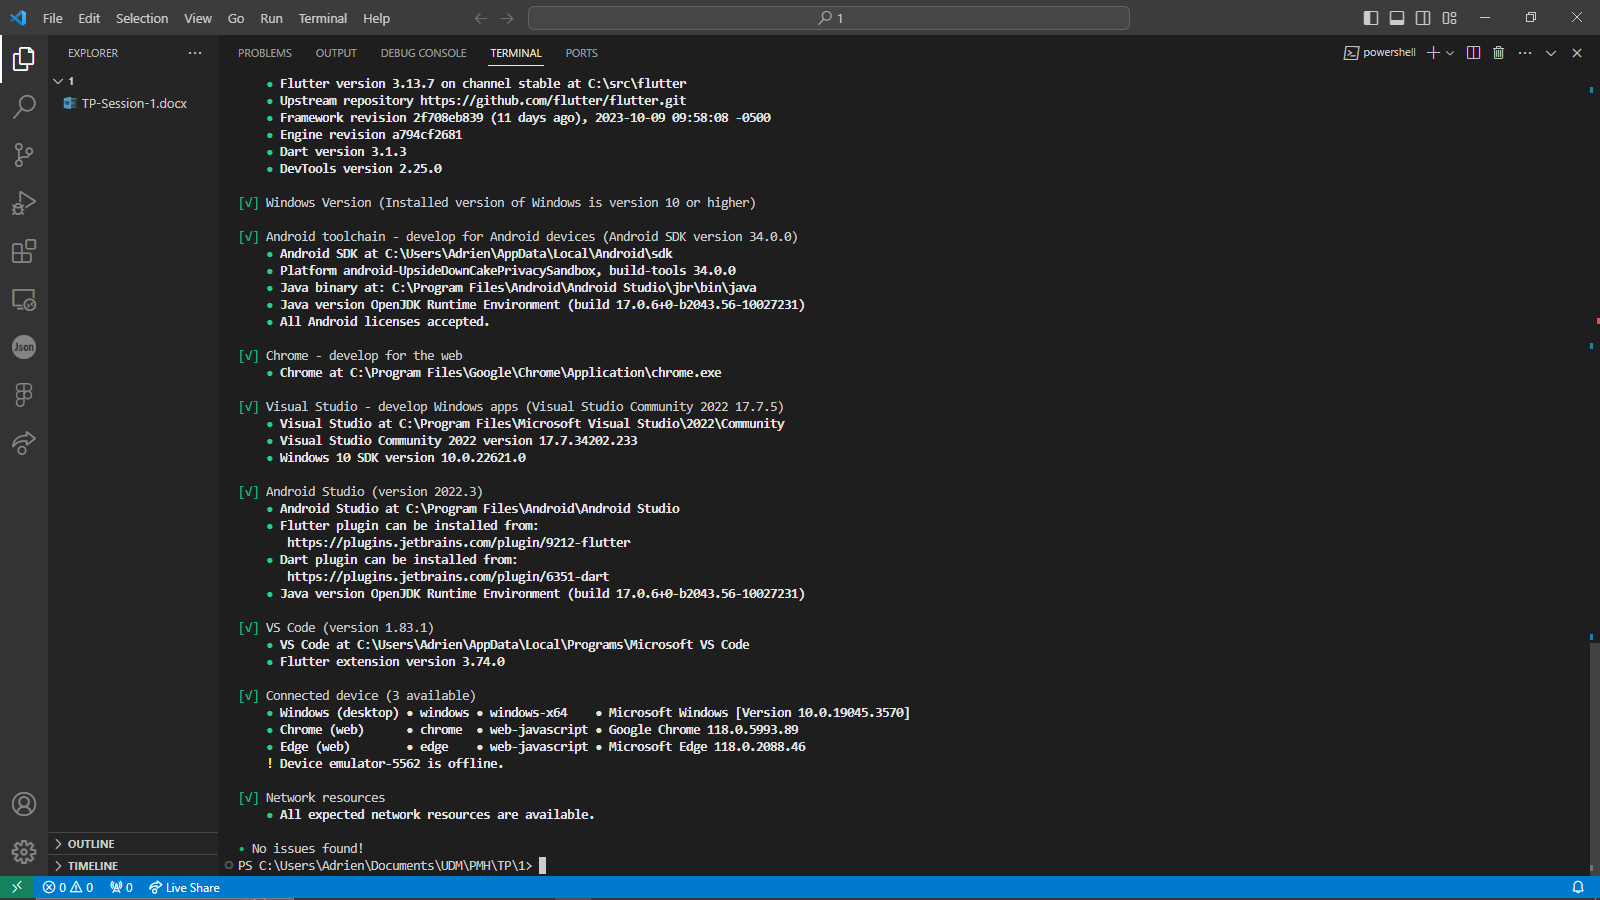 File Edit Selection View Go Run Terminal Help
1
EXPLORER
PROBLEMS OUTPUT DEBUG CONSOLE TERMINAL PORTS
powershell
1
TP-Session-1.docx
Json
• Flutter version 3.13.7 on channel stable at C:\src\flutter
• Upstream repository https://github.com/flutter/flutter.git
• Framework revision 2f708eb839 (11 days ago), 2023-10-09 09:58:08 -0500
• Engine revision a794cf2681
• Dart version 3.1.3
• DevTools version 2.25.0
[√] Windows Version (Installed version of Windows is version 10 or higher)
[√] Android toolchain - develop for Android devices (Android SDK version 34.0.0)
• Android SDK at C:\Users\Adrien\AppData\Local\Android\sdk
• Platform android-UpsideDownCakePrivacySandbox, build-tools 34.0.0
• Java binary at: C:\Program Files\Android\Android Studio\jbr\bin\java
• Java version OpenJDK Runtime Environment (build 17.0.6+0-b2043.56-10027231)
• All Android licenses accepted.
[√] Chrome - develop for the web
• Chrome at C:\Program Files\Google\Chrome\Application\chrome.exe
[√] Visual Studio - develop Windows apps (Visual Studio Community 2022 17.7.5)
• Visual Studio at C:\Program Files\Microsoft Visual Studio\2022\Community
• Visual Studio Community 2022 version 17.7.34202.233
• Windows 10 SDK version 10.0.22621.0
[√] Android Studio (version 2022.3)
• Android Studio at C:\Program Files\Android\Android Studio
• Flutter plugin can be installed from:
https://plugins.jetbrains.com/plugin/9212-flutter
• Dart plugin can be installed from:
https://plugins.jetbrains.com/plugin/6351-dart
• Java version OpenJDK Runtime Environment (build 17.0.6+0-b2043.56-10027231)
[√] VS Code (version 1.83.1)
• VS Code at C:\Users\Adrien\AppData\Local\Programs\Microsoft VS Code
• Flutter extension version 3.74.0
[√] Connected device (3 available)
• Windows (desktop) • windows • windows-x64 • Microsoft Windows [Version 10.0.19045.3570]
• Chrome (web) • chrome • web-javascript • Google Chrome 118.0.5993.89
• Edge (web) • edge • web-javascript • Microsoft Edge 118.0.2088.46
! Device emulator-5562 is offline.
[√] Network resources
• All expected network resources are available.
• No issues found!
PS C:\Users\Adrien\Documents\UDM\PMH\TP\1>
OUTLINE
TIMELINE
0 0 0 Live Share